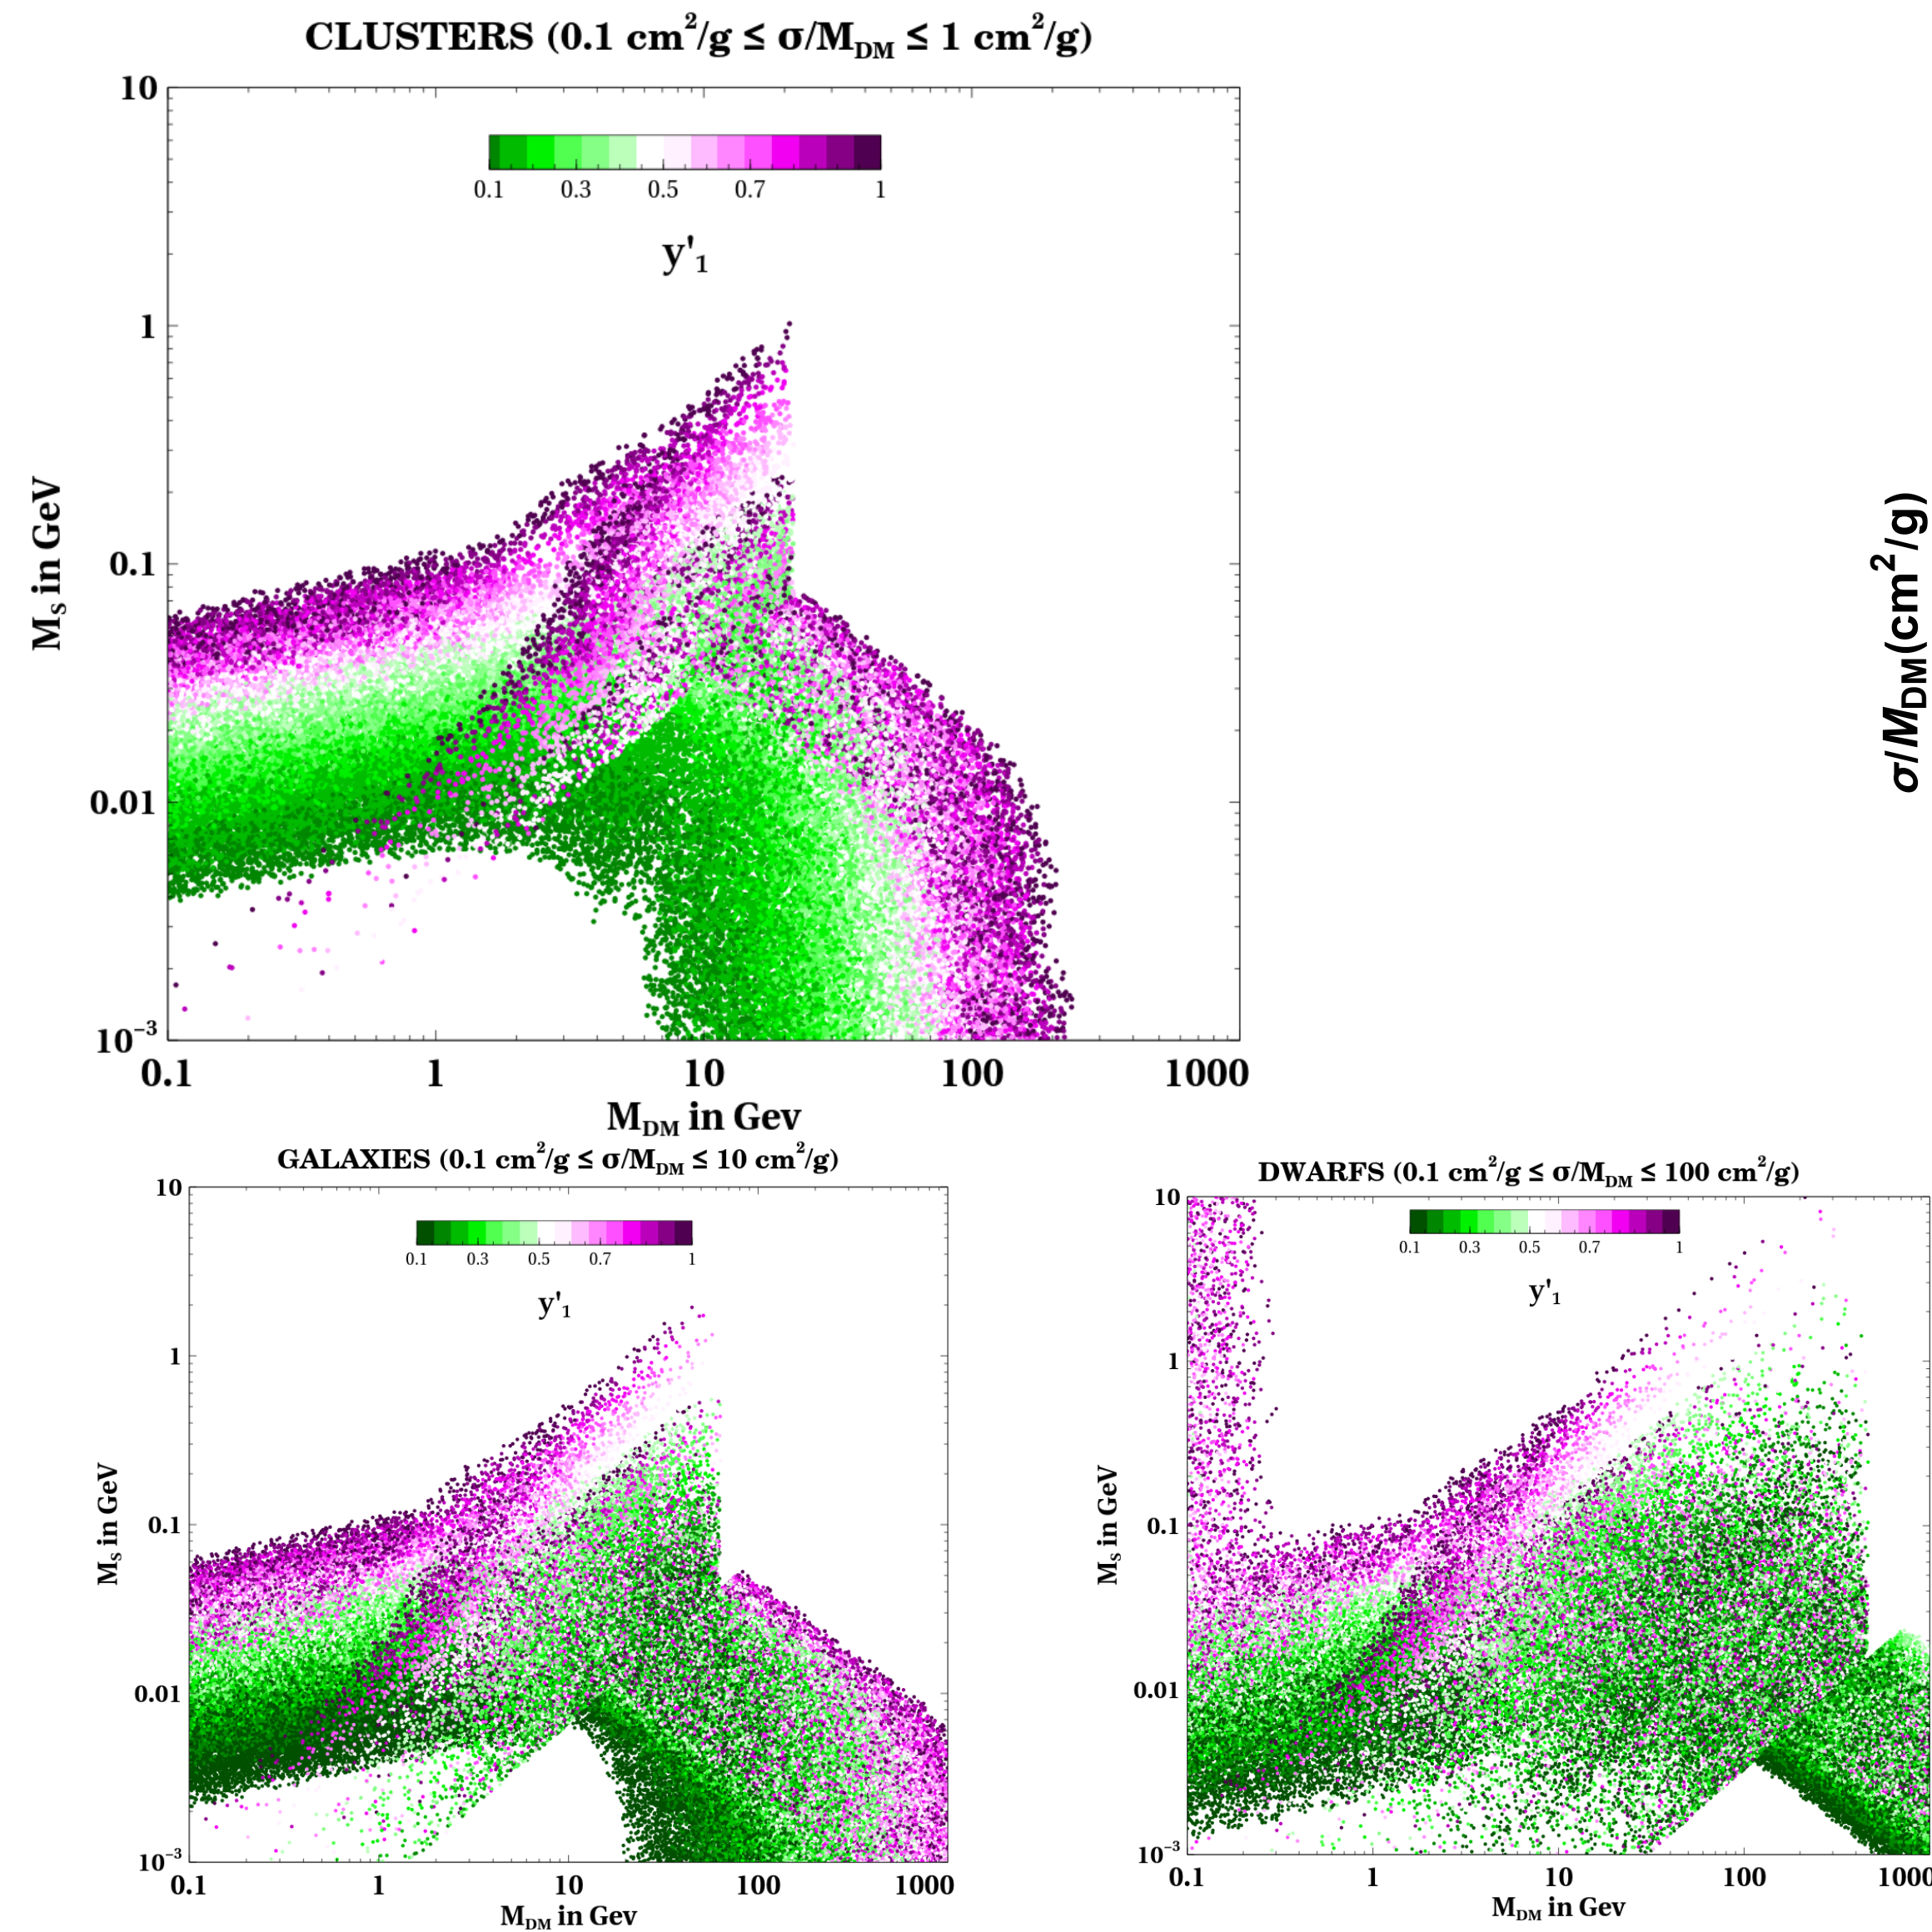 CLUSTERS (0.1 cm²/g ≤ σ/M_DM ≤ 1 cm²/g)
10
0.1 0.3 0.5 0.7 1
y'₁
1
M_S in GeV
0.1
0.01
10⁻³
0.1 1 10 100 1000
M_DM in Gev
σ/M_DM(cm²/g)
GALAXIES (0.1 cm²/g ≤ σ/M_DM ≤ 10 cm²/g)
10
0.1 0.3 0.5 0.7 1
y'₁
1
M_S in GeV
0.1
0.01
10⁻³
0.1 1 10 100 1000
M_DM in Gev
DWARFS (0.1 cm²/g ≤ σ/M_DM ≤ 100 cm²/g)
10
0.1 0.3 0.5 0.7 1
y'₁
1
M_S in GeV
0.1
0.01
10⁻³
0.1 1 10 100 1000
M_DM in Gev